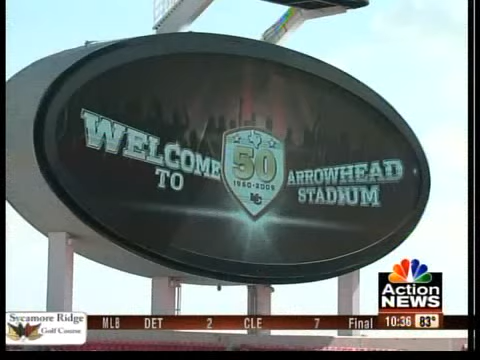 WELCOME
TO
50
1960-2009
KC
ARROWHEAD
STADIUM
Action
NEWS
10:36 83°
Sycamore Ridge
Golf Course
MLB DET 2 CLE 7 Final